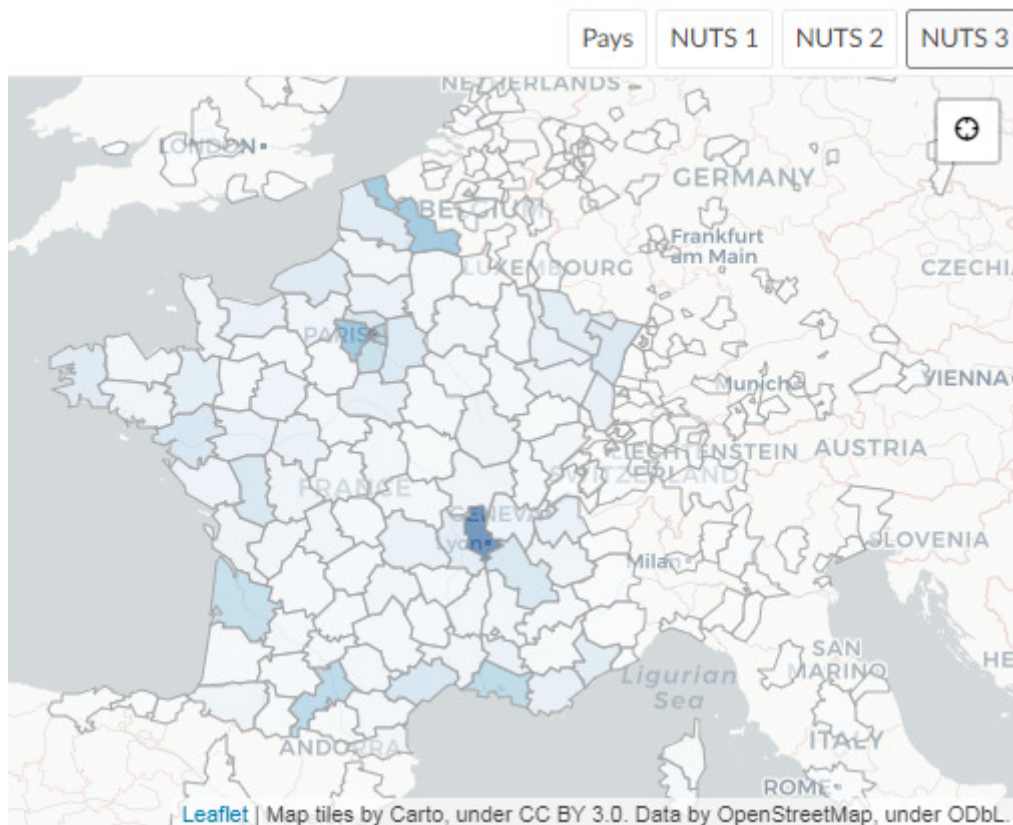 Pays NUTS 1 NUTS 2 NUTS 3
NETHERLANDS
LONDON
GERMANY
BELGIUM
Frankfurt
am Main
LUXEMBOURG
CZECHIA
PARIS
Munich
VIENNA
LIECHTENSTEIN AUSTRIA
SWITZERLAND
FRANCE
GENEVA
Lyon
SLOVENIA
Milan
SAN
MARINO
HE
Ligurian
Sea
ANDORRA
ITALY
ROME
Leaflet | Map tiles by Carto, under CC BY 3.0. Data by OpenStreetMap, under ODbL.